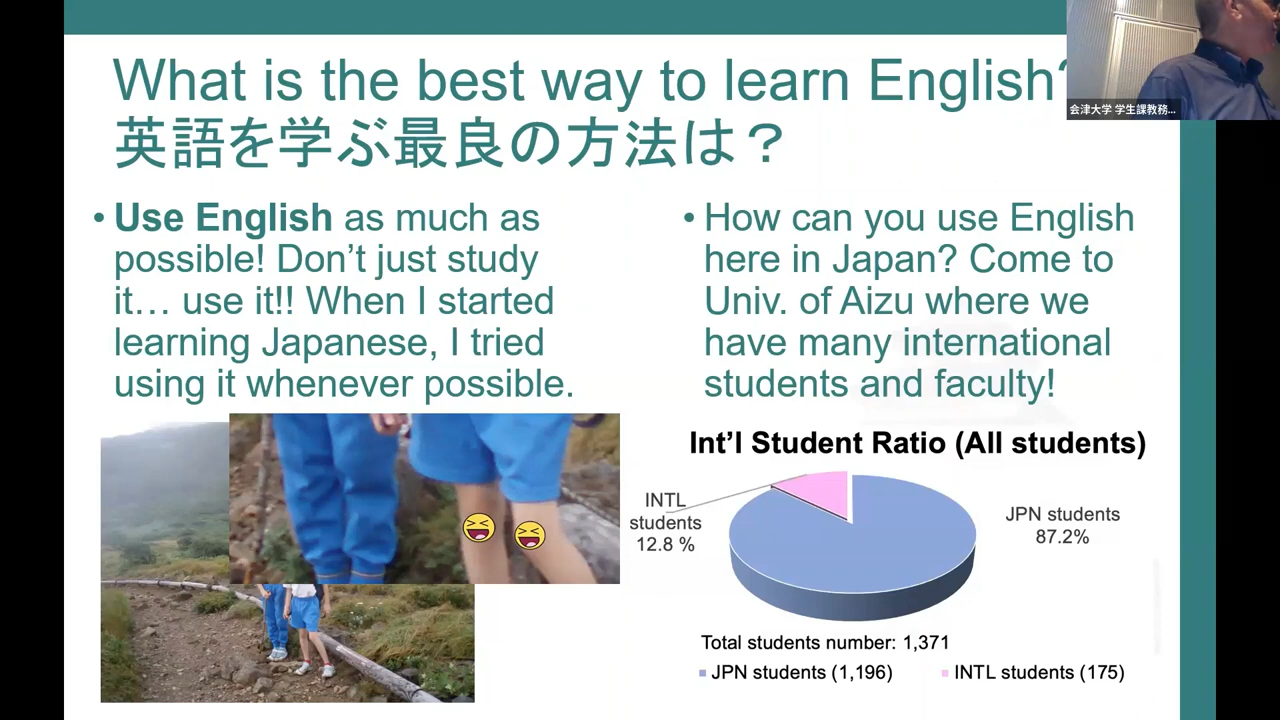 What is the best way to learn English?
英語を学ぶ最良の方法は？
会津大学 学生課教務...
• Use English as much as
possible! Don't just study
it… use it!! When I started
learning Japanese, I tried
using it whenever possible.
• How can you use English
here in Japan? Come to
Univ. of Aizu where we
have many international
students and faculty!
Int'l Student Ratio (All students)
INTL
students
12.8 %
JPN students
87.2%
Total students number: 1,371
JPN students (1,196)
INTL students (175)